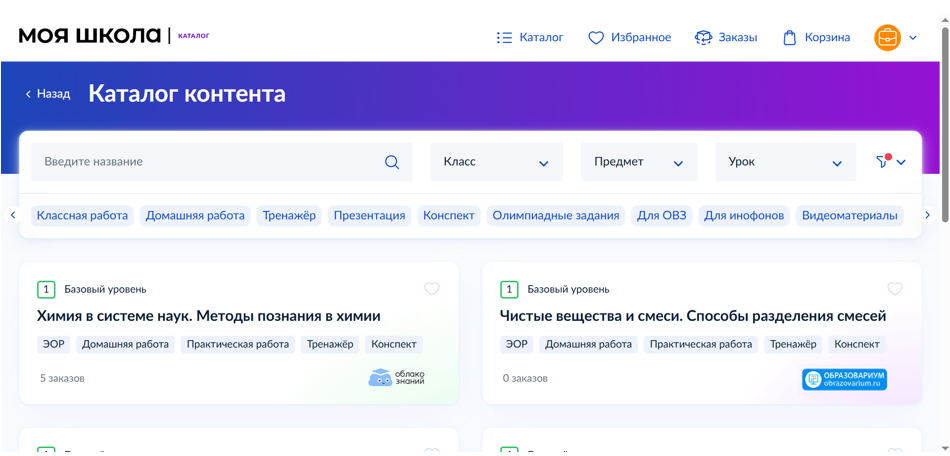 МОЯ ШКОЛА | КАТАЛОГ
Каталог
Избранное
Заказы
Корзина
Назад
Каталог контента
Введите название
Класс
Предмет
Урок
Классная работа
Домашняя работа
Тренажёр
Презентация
Конспект
Олимпиадные задания
Для ОВЗ
Для инофонов
Видеоматериалы
1 Базовый уровень
Химия в системе наук. Методы познания в химии
ЭОР Домашняя работа Практическая работа Тренажёр Конспект
5 заказов
облако
знаний
1 Базовый уровень
Чистые вещества и смеси. Способы разделения смесей
ЭОР Домашняя работа Практическая работа Тренажёр Конспект
0 заказов
ОБРАЗОВАРИУМ
obrazovarium.ru